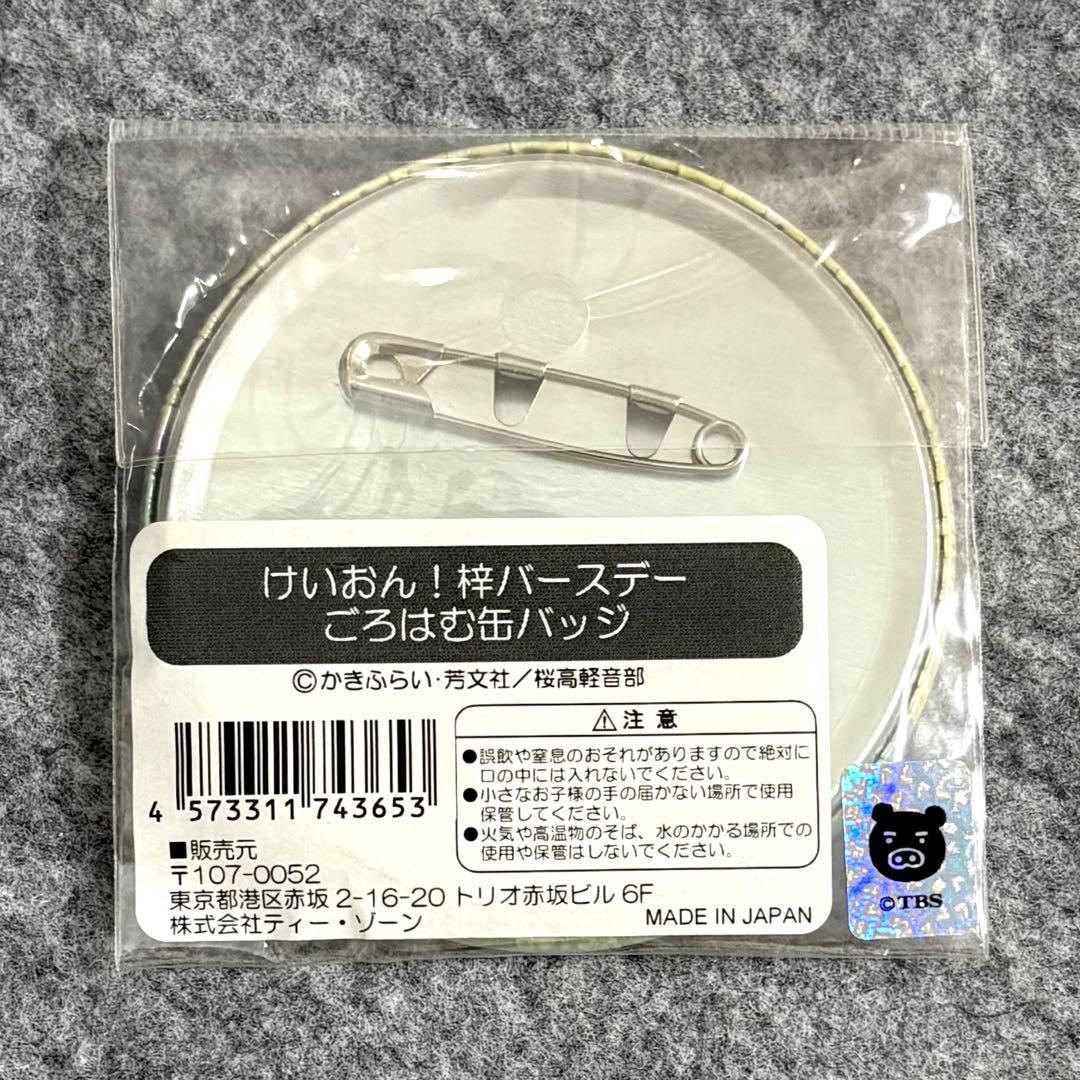 けいおん！梓バースデー
ごろはむ缶バッジ
©かきふらい・芳文社／桜高軽音部
4 573311 743653
⚠注意
●誤飲や窒息のおそれがありますので絶対に
口の中には入れないでください。
●小さなお子様の手の届かない場所で使用
保管してください。
●火気や高温物のそば、水のかかる場所での
使用や保管はしないでください。
■販売元
〒107-0052
東京都港区赤坂 2-16-20 トリオ赤坂ビル 6F
株式会社ティー・ゾーン
MADE IN JAPAN
©TBS